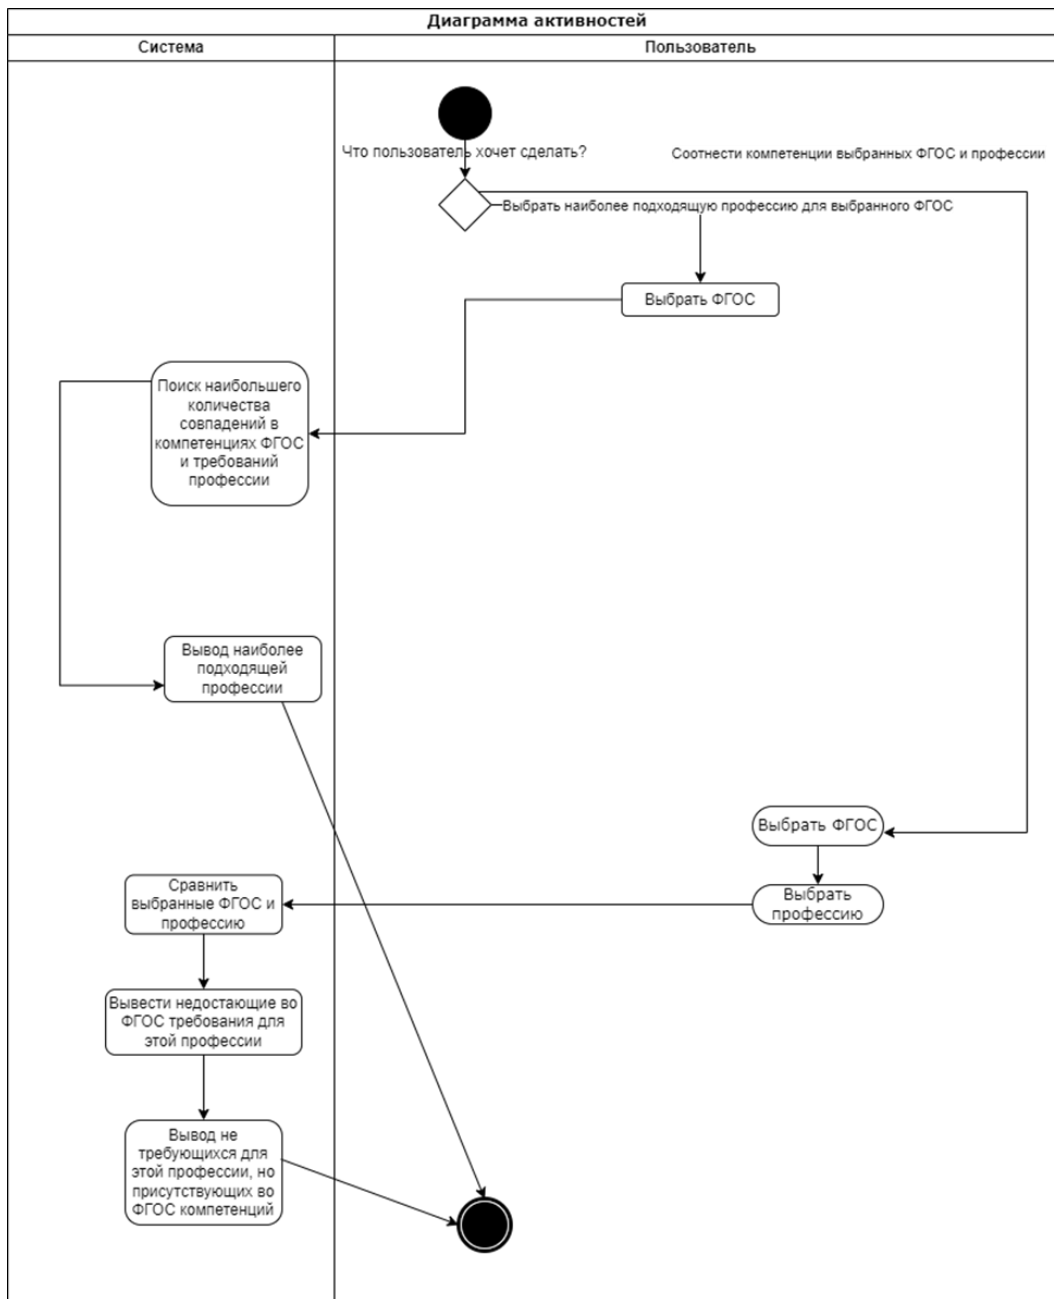 Диаграмма активностей
Система
Пользователь
Что пользователь хочет сделать?
Соотнести компетенции выбранных ФГОС и профессии
Выбрать наиболее подходящую профессию для выбранного ФГОС
Выбрать ФГОС
Поиск наибольшего
количества
совпадений в
компетенциях ФГОС
и требований
профессии
Вывод наиболее
подходящей
профессии
Выбрать ФГОС
Выбрать
профессию
Сравнить
выбранные ФГОС и
профессию
Вывести недостающие во
ФГОС требования для
этой профессии
Вывод не
требующихся для
этой профессии, но
присутствующих во
ФГОС компетенций